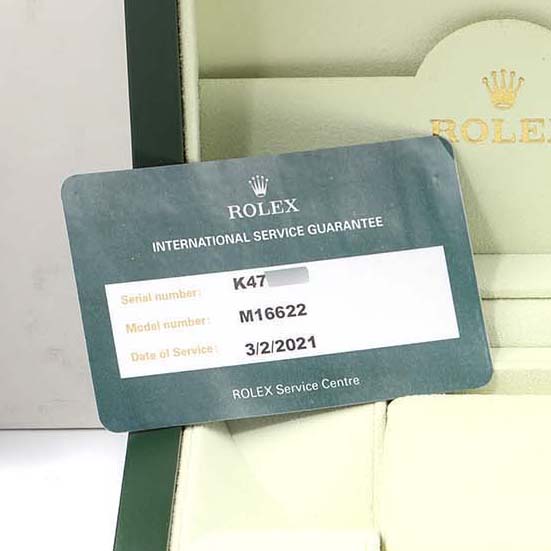 ROLEX
ROLEX
INTERNATIONAL SERVICE GUARANTEE
Serial number: K47
Model number: M16622
Date of Service: 3/2/2021
ROLEX Service Centre